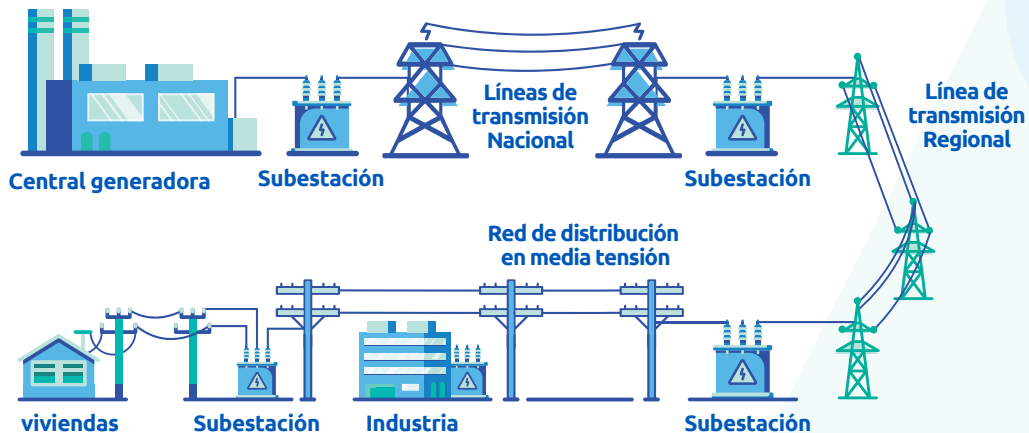 Líneas de
transmisión
Nacional
Línea de
transmisión
Regional
Central generadora
Subestación
Subestación
Red de distribución
en media tensión
viviendas
Subestación
Industria
Subestación